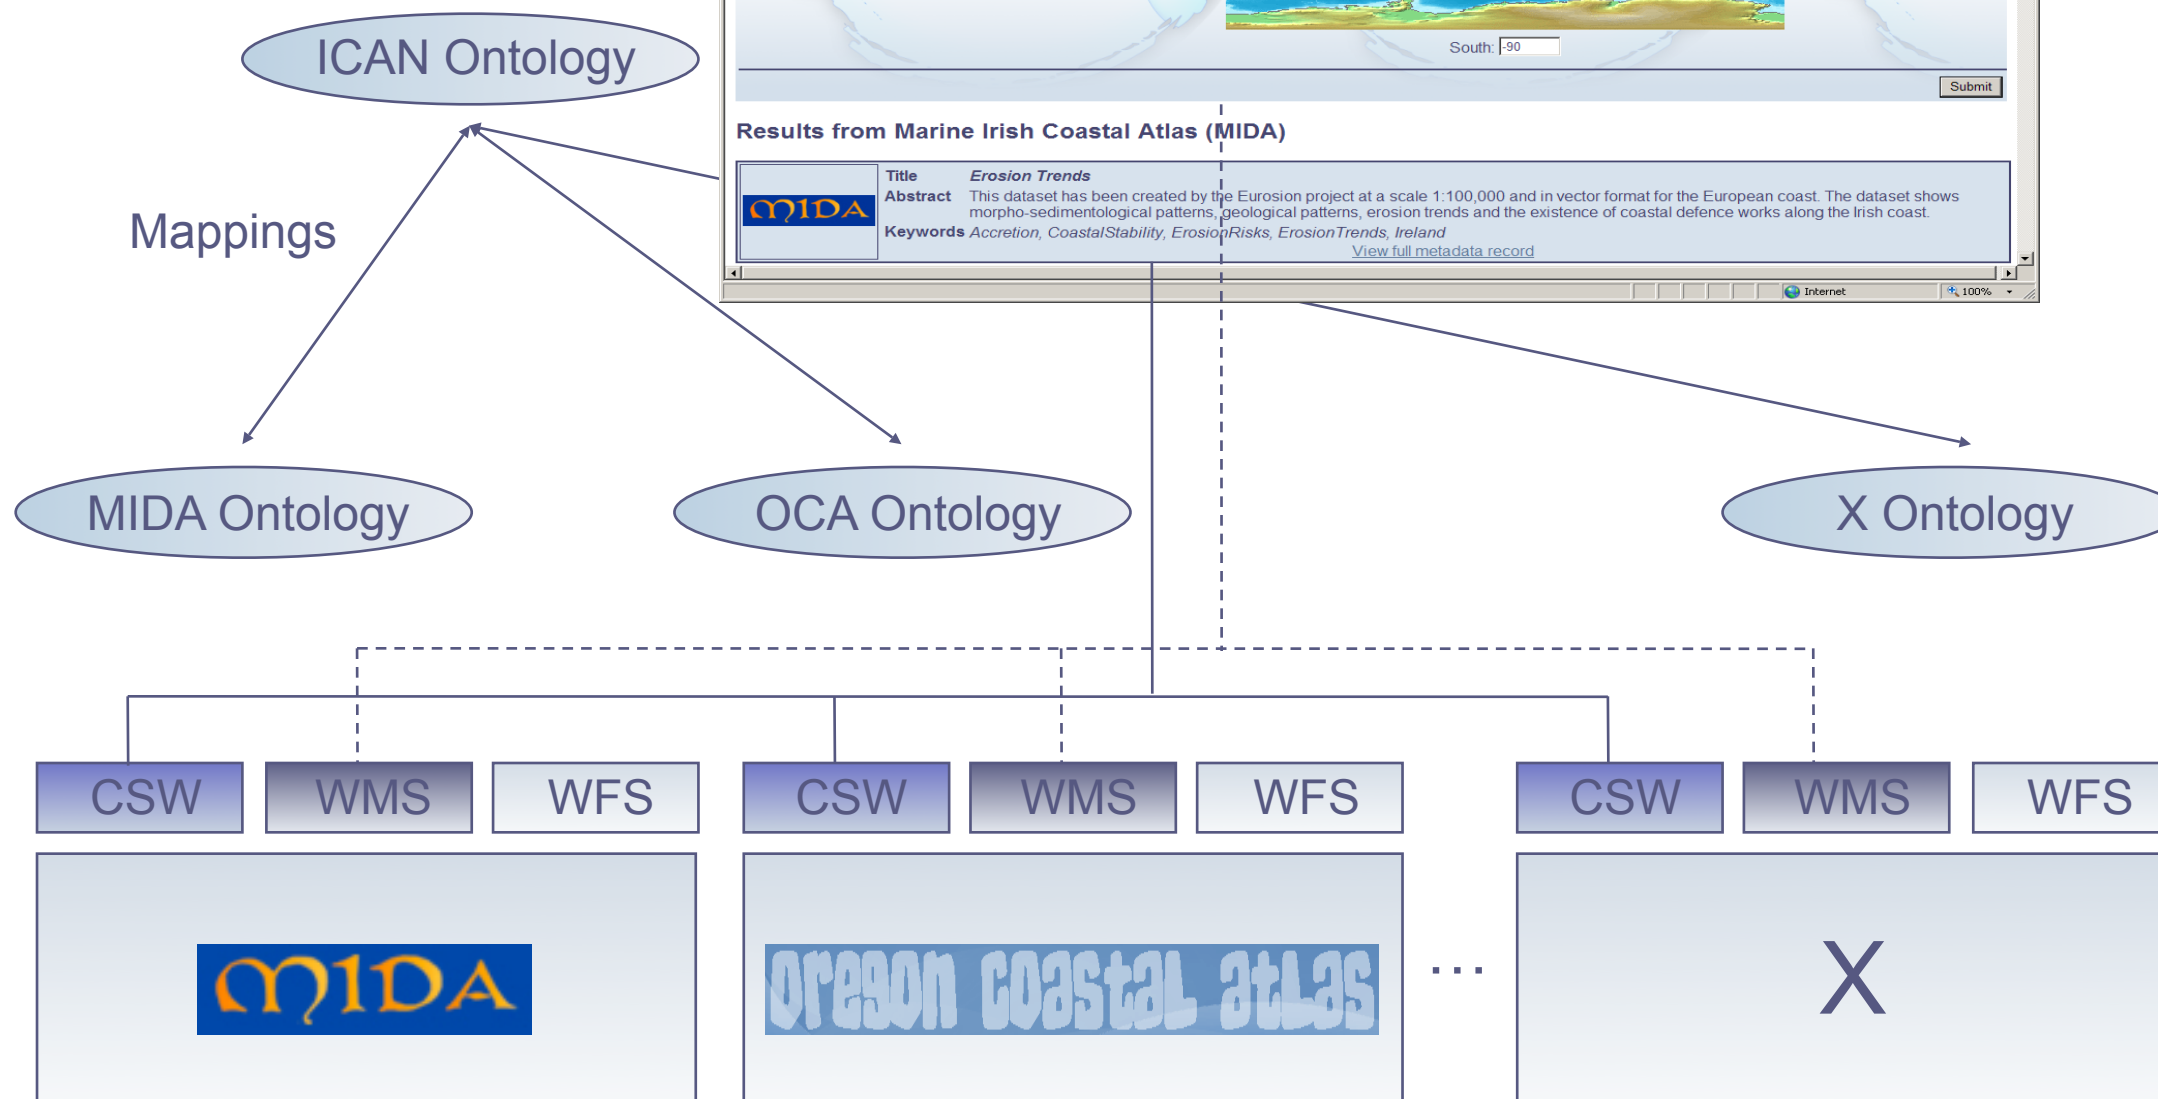 ICAN Ontology
South: -90
Submit
Results from Marine Irish Coastal Atlas (MIDA)
MIDA
Title Erosion Trends
Abstract This dataset has been created by the Eurosion project at a scale 1:100,000 and in vector format for the European coast. The dataset shows
morpho-sedimentological patterns, geological patterns, erosion trends and the existence of coastal defence works along the Irish coast.
Keywords Accretion, CoastalStability, ErosionRisks, ErosionTrends, Ireland
View full metadata record
Internet 100%
Mappings
MIDA Ontology
OCA Ontology
X Ontology
CSW WMS WFS CSW WMS WFS CSW WMS WFS
MIDA
oregon coastal atlas
...
X